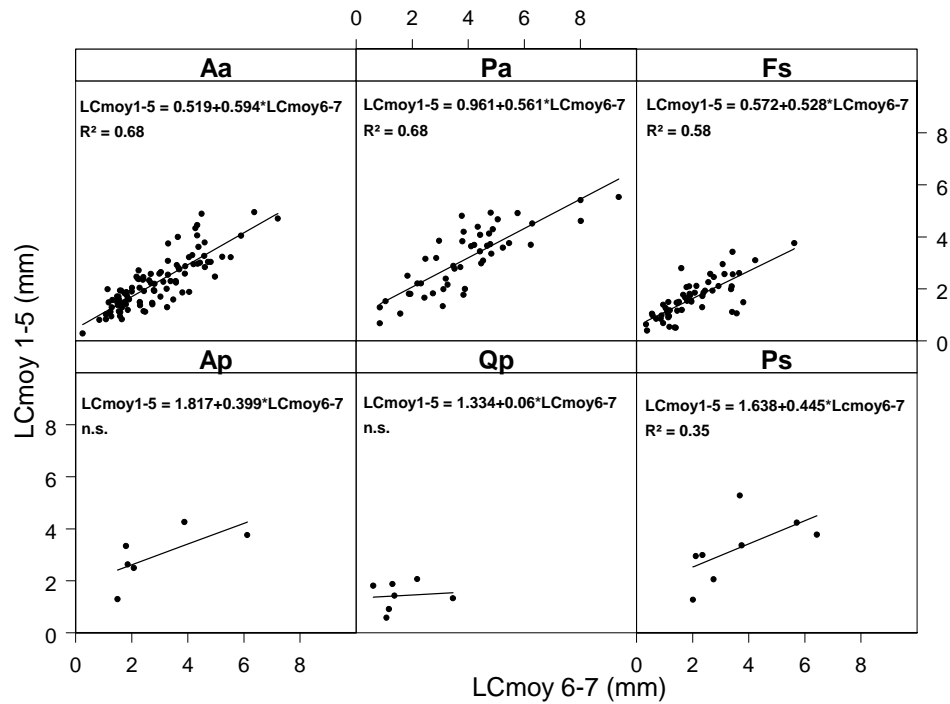 0 2 4 6 8
Aa Pa Fs
LCmoy1-5 = 0.519+0.594*LCmoy6-7
R² = 0.68
LCmoy1-5 = 0.961+0.561*LCmoy6-7
R² = 0.68
LCmoy1-5 = 0.572+0.528*LCmoy6-7
R² = 0.58
8
6
4
2
0
Ap Qp Ps
LCmoy1-5 = 1.817+0.399*LCmoy6-7
n.s.
LCmoy1-5 = 1.334+0.06*LCmoy6-7
n.s.
LCmoy1-5 = 1.638+0.445*Lcmoy6-7
R² = 0.35
8
6
4
2
0
LCmoy 1-5 (mm)
0 2 4 6 8 0 2 4 6 8
LCmoy 6-7 (mm)